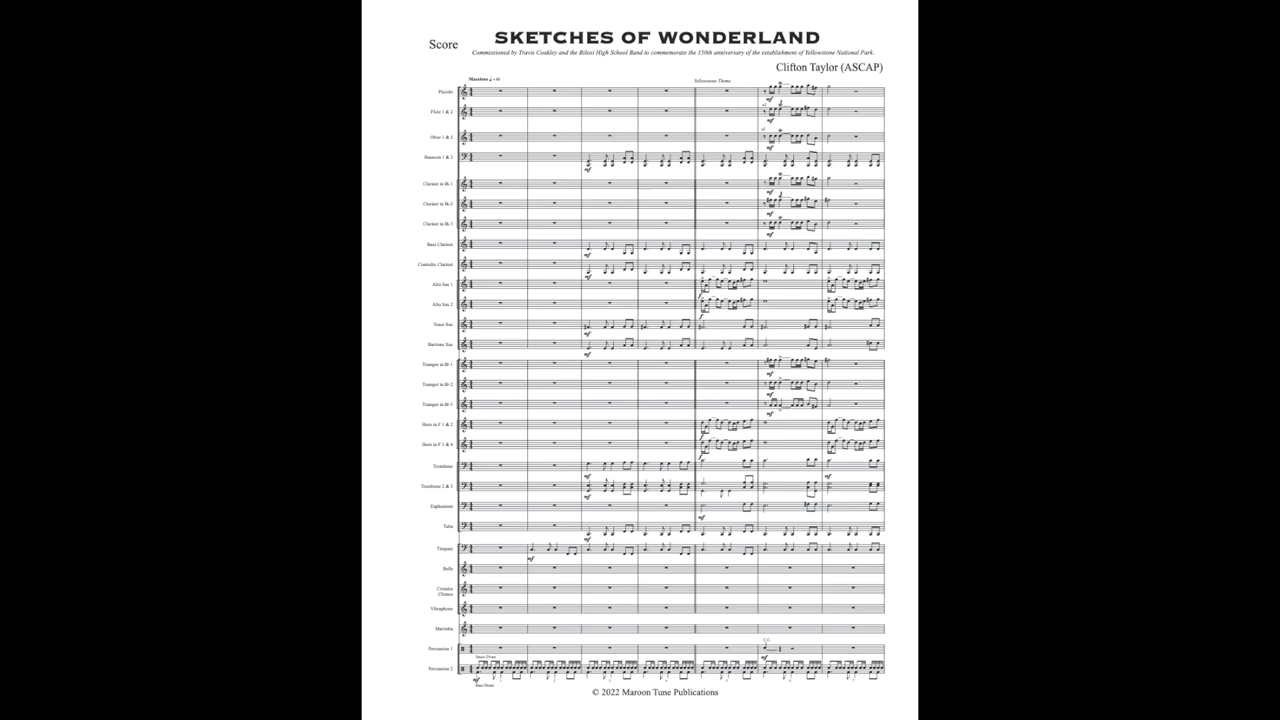 SKETCHES OF WONDERLAND
Score
Commissioned by Travis Coakley and the Biloxi High School Band to commemorate the 150th anniversary of the establishment of Yellowstone National Park.
Clifton Taylor (ASCAP)
Maestoso
Yellowstone Theme
Piccolo
Flute 1 & 2
Oboe 1 & 2
Bassoon 1 & 2
Clarinet in B♭ 1
Clarinet in B♭ 2
Clarinet in B♭ 3
Bass Clarinet
Contralto Clarinet
Alto Sax 1
Alto Sax 2
Tenor Sax
Baritone Sax
Trumpet in B♭ 1
Trumpet in B♭ 2
Trumpet in B♭ 3
Horn in F 1 & 2
Horn in F 3 & 4
Trombone
Trombone 2 & 3
Euphonium
Tuba
Timpani
Bells
Crotales
Chimes
Vibraphone
Marimba
Percussion 1
Snare Drum
Percussion 2
Bass Drum
© 2022 Maroon Tune Publications